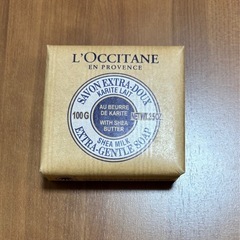 L'OCCITANE
EN PROVENCE
SAVON EXTRA-DOUX
KARITE LAIT
100 G
AU BEURRE
DE KARITE
WITH SHEA
BUTTER
NET WT. 3.5 OZ.
SHEA MILK
EXTRA-GENTLE SOAP